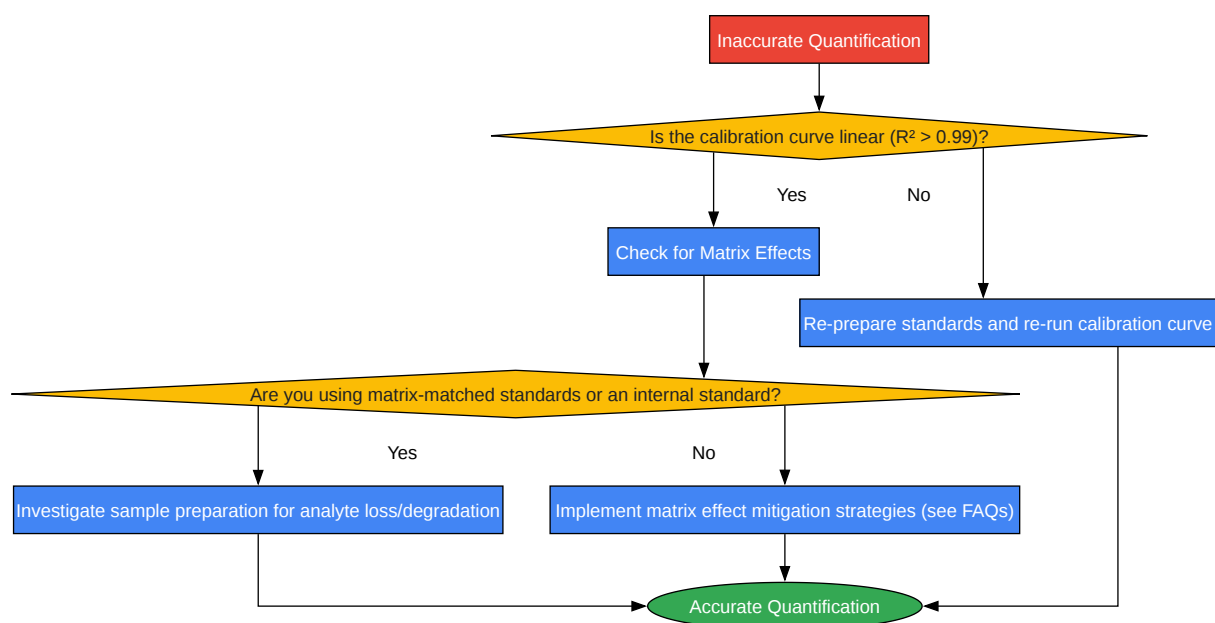 Inaccurate Quantification
Is the calibration curve linear (R² > 0.99)?
Yes
No
Check for Matrix Effects
Re-prepare standards and re-run calibration curve
Are you using matrix-matched standards or an internal standard?
Yes
No
Investigate sample preparation for analyte loss/degradation
Implement matrix effect mitigation strategies (see FAQs)
Accurate Quantification